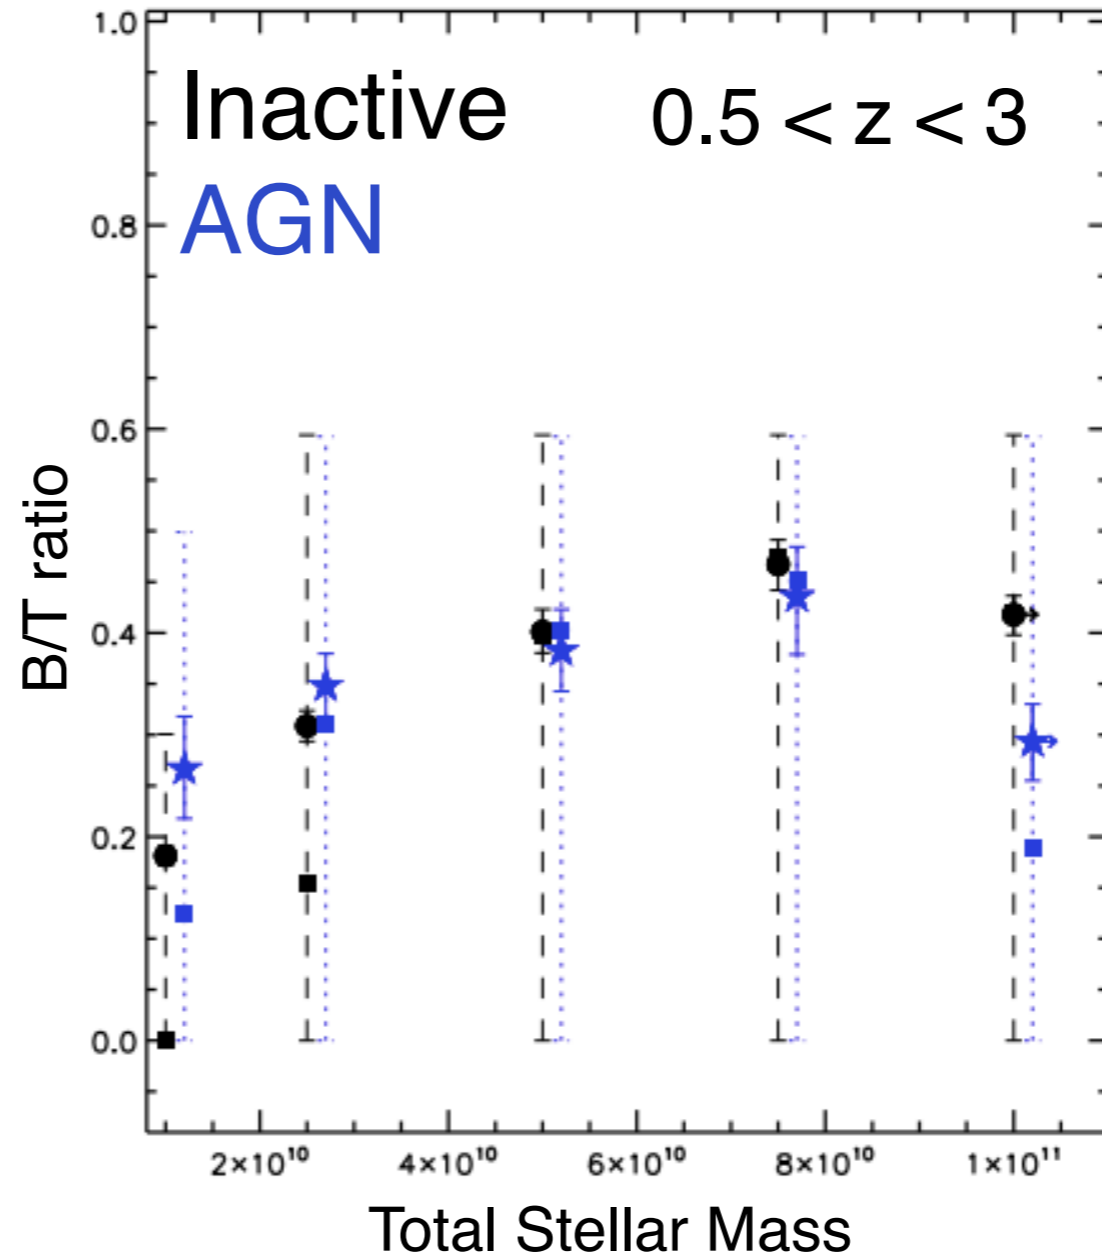 Inactive 0.5 < z < 3
AGN
1.0
0.8
0.6
0.4
0.2
0.0
B/T ratio
2×10¹⁰ 4×10¹⁰ 6×10¹⁰ 8×10¹⁰ 1×10¹¹
Total Stellar Mass